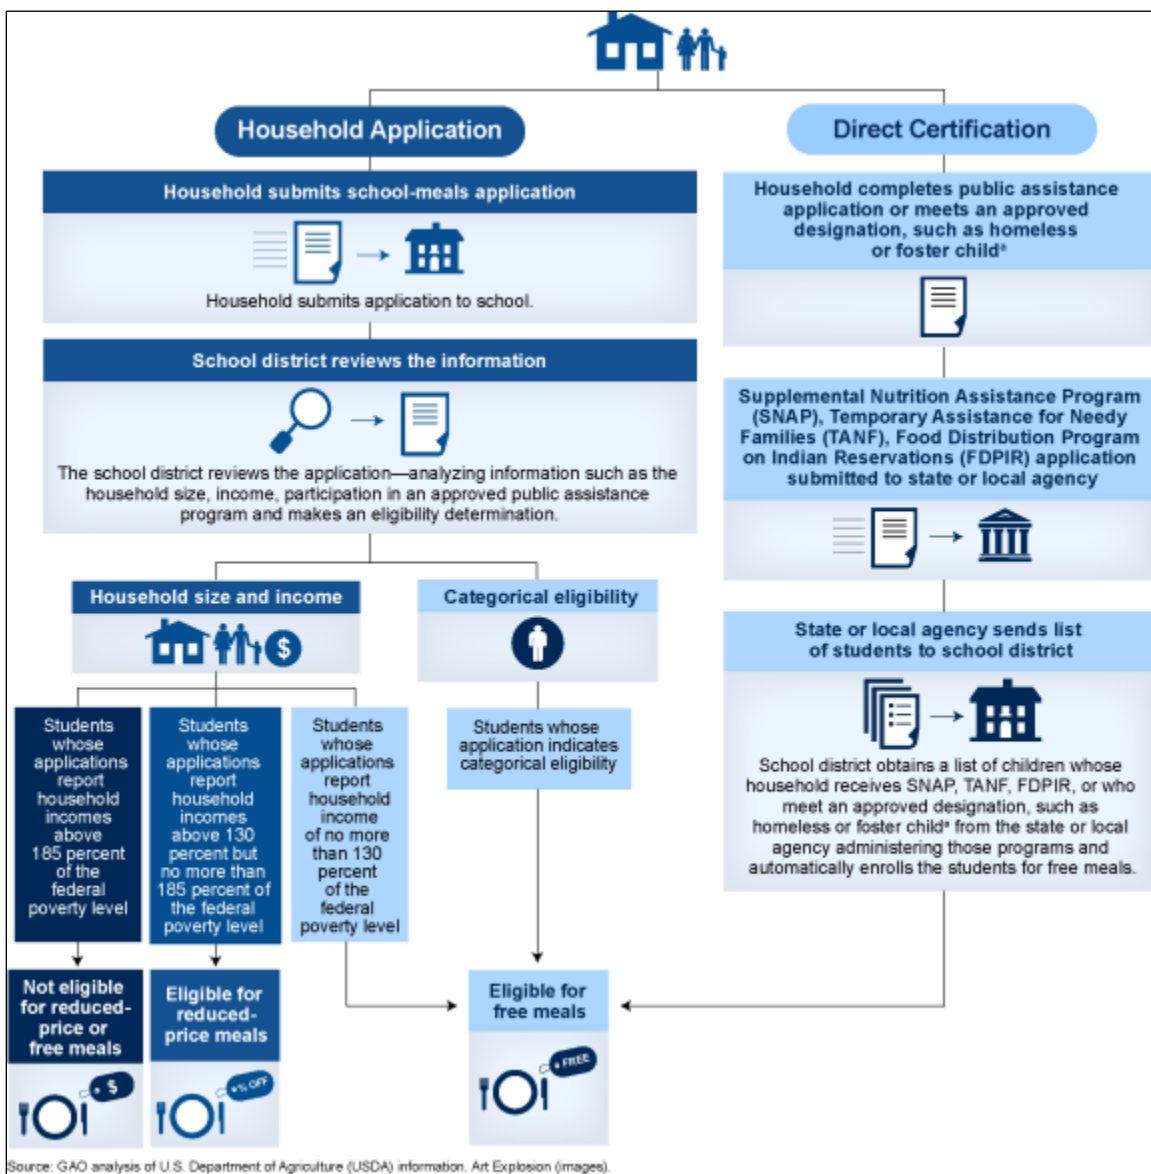 Household Application
Household submits school-meals application
Household submits application to school.
School district reviews the information
The school district reviews the application—analyzing information such as the
household size, income, participation in an approved public assistance
program and makes an eligibility determination.
Household size and income
$
Categorical eligibility
Students
whose
applications
report
household
incomes
above
185 percent
of the
federal
poverty level
Students
whose
applications
report
household
incomes
above 130
percent but
no more than
185 percent of
the federal
poverty level
Students
whose
applications
report
household
income
of no more
than 130
percent
of the
federal
poverty level
Students whose
application indicates
categorical eligibility
Not eligible
for reduced-
price or
free meals
$
Eligible for
reduced-
price meals
% OFF
Eligible for
free meals
FREE
Direct Certification
Household completes public assistance
application or meets an approved
designation, such as homeless
or foster childª
Supplemental Nutrition Assistance Program
(SNAP), Temporary Assistance for Needy
Families (TANF), Food Distribution Program
on Indian Reservations (FDPIR) application
submitted to state or local agency
State or local agency sends list
of students to school district
School district obtains a list of children whose
household receives SNAP, TANF, FDPIR, or who
meet an approved designation, such as
homeless or foster childª from the state or local
agency administering those programs and
automatically enrolls the students for free meals.
Source: GAO analysis of U.S. Department of Agriculture (USDA) information. Art Explosion (images).